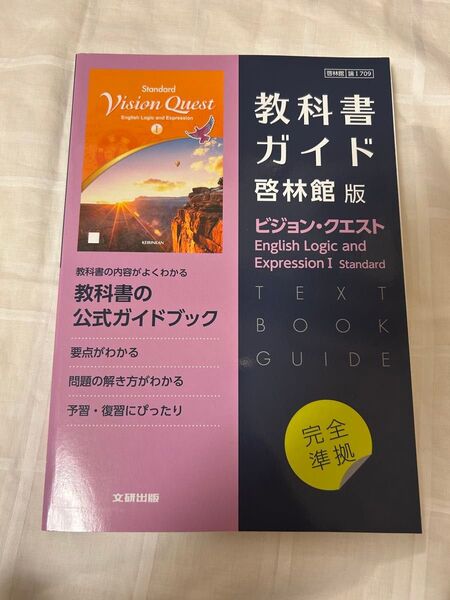 啓林館 論Ⅰ709
教科書
ガイド
啓林館 版
ビジョン・クエスト
English Logic and
Expression Ⅰ Standard
TEXT
BOOK
GUIDE
完全
準拠
Standard
Vision Quest
English Logic and Expression
Ⅰ
KEIRINKAN
教科書の内容がよくわかる
教科書の
公式ガイドブック
要点がわかる
問題の解き方がわかる
予習・復習にぴったり
文研出版